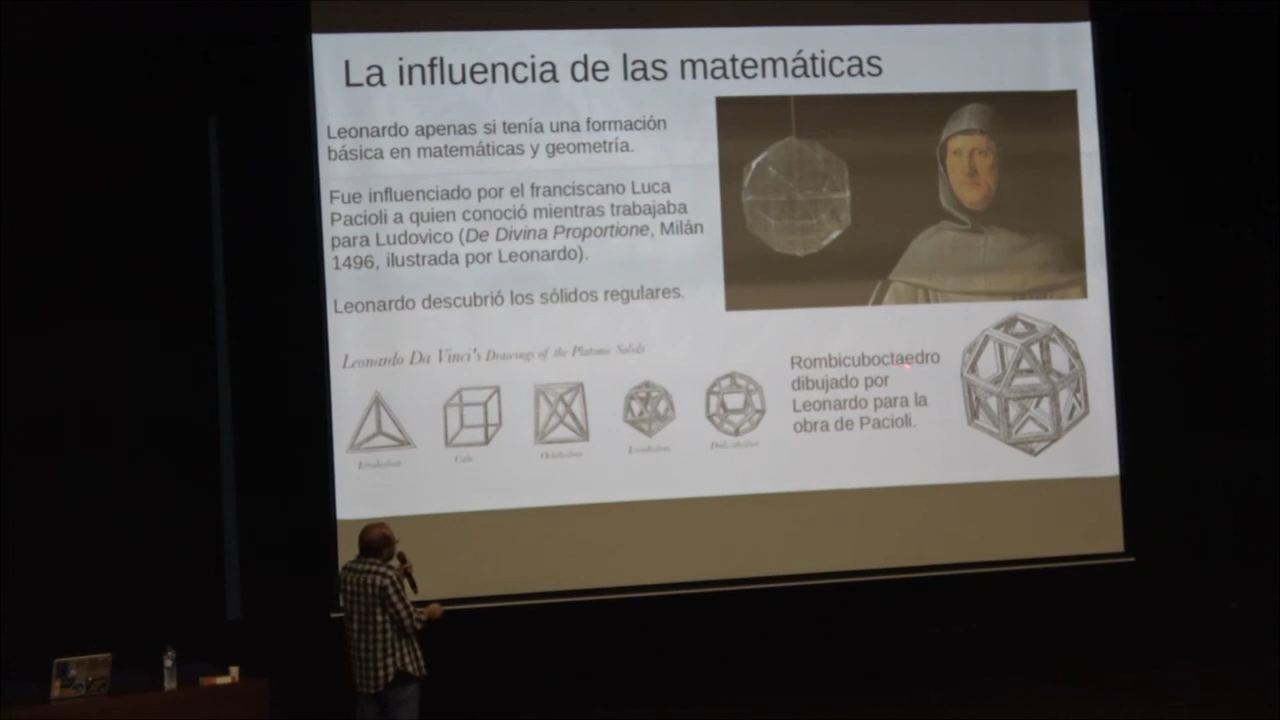 La influencia de las matemáticas
Leonardo apenas si tenía una formación
básica en matemáticas y geometría.
Fue influenciado por el franciscano Luca
Pacioli a quien conoció mientras trabajaba
para Ludovico (De Divina Proportione, Milán
1496, ilustrada por Leonardo).
Leonardo descubrió los sólidos regulares.
Leonardo Da Vinci's Drawings of the Platonic Solids
Cube
Rombicuboctaedro
dibujado por
Leonardo para la
obra de Pacioli.